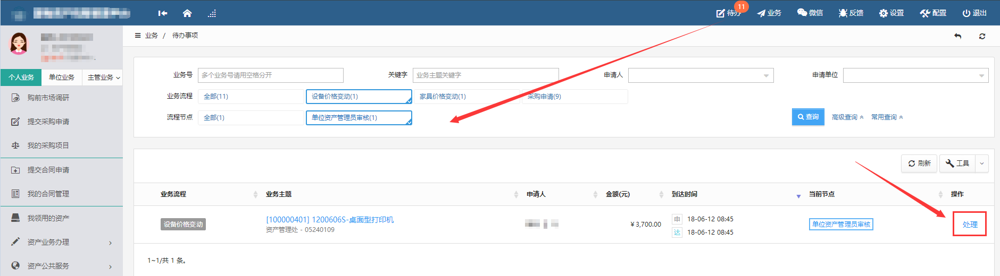 待办 11 业务 微信 反馈 设置 配置 退出
业务 / 待办事项
个人业务 单位业务 主管业务
购前市场调研
提交采购申请
我的采购项目
提交合同申请
我的合同管理
我领用的资产
资产业务办理
资产公共服务
业务号 多个业务号请用空格分开 关键字 业务主题关键字 申请人 申请单位
业务流程 全部(11) 设备价格变动(1) 家具价格变动(1) 采购申请(9)
流程节点 全部(1) 单位资产管理员审核(1) 查询 高级查询 常用查询
刷新 工具
业务流程 业务主题 申请人 金额(元) 到达时间 当前节点 操作
设备价格变动 [100000401] 1200606S-桌面型打印机 ¥3,700.00 申 18-06-12 08:45 单位资产管理员审核 处理
资产管理处 - 05240109 达 18-06-12 08:45
1~1/共 1 条。